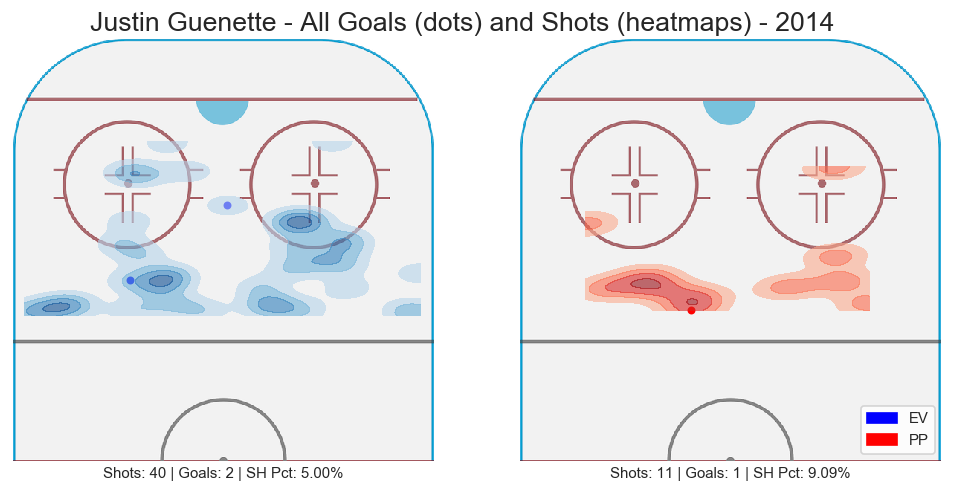 Justin Guenette - All Goals (dots) and Shots (heatmaps) - 2014
EV
PP
Shots: 40 | Goals: 2 | SH Pct: 5.00%
Shots: 11 | Goals: 1 | SH Pct: 9.09%